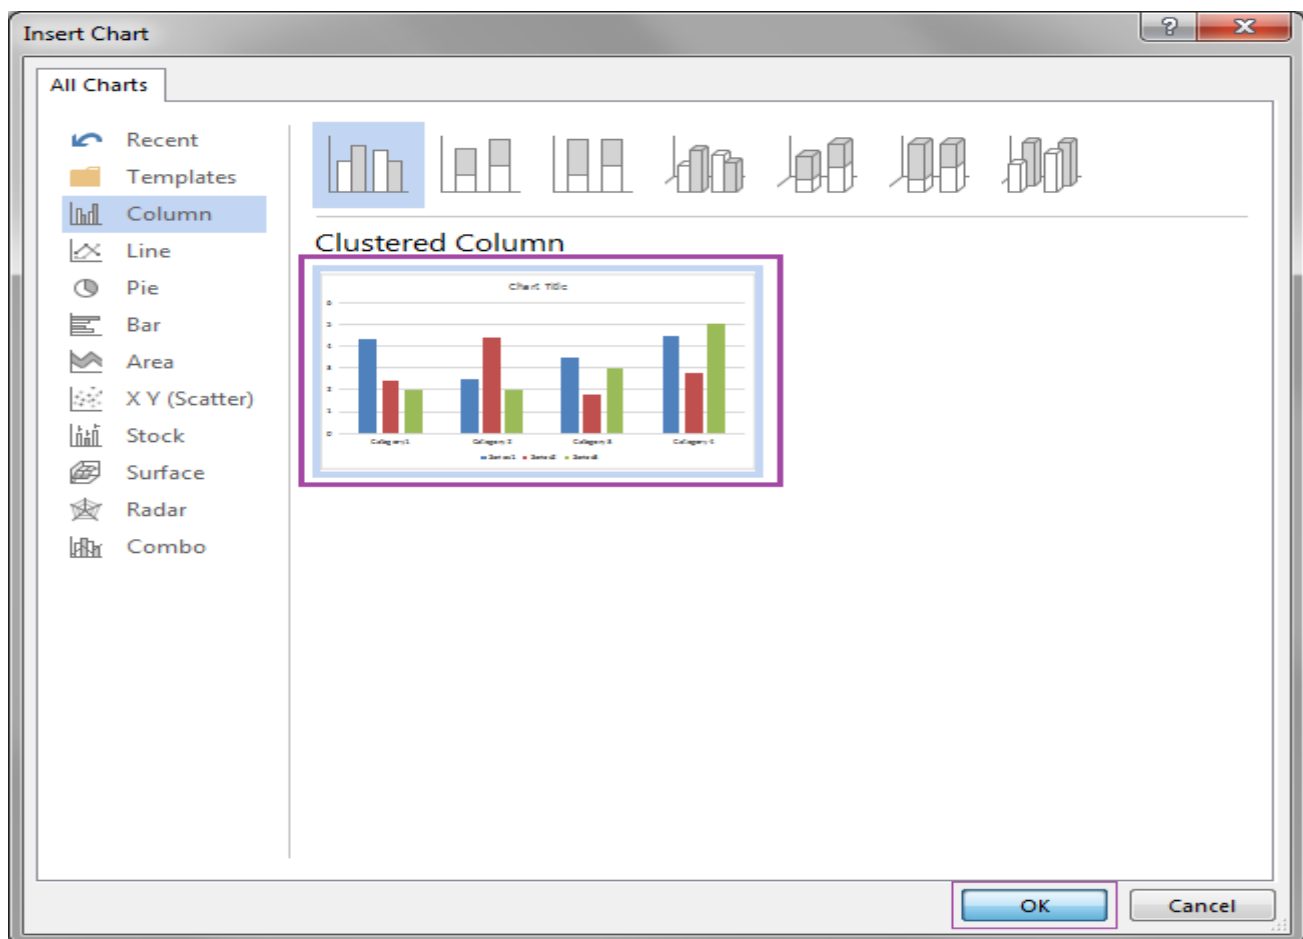 Insert Chart
All Charts
Recent
Templates
Column
Line
Pie
Bar
Area
X Y (Scatter)
Stock
Surface
Radar
Combo
Clustered Column
Chart Title
OK
Cancel